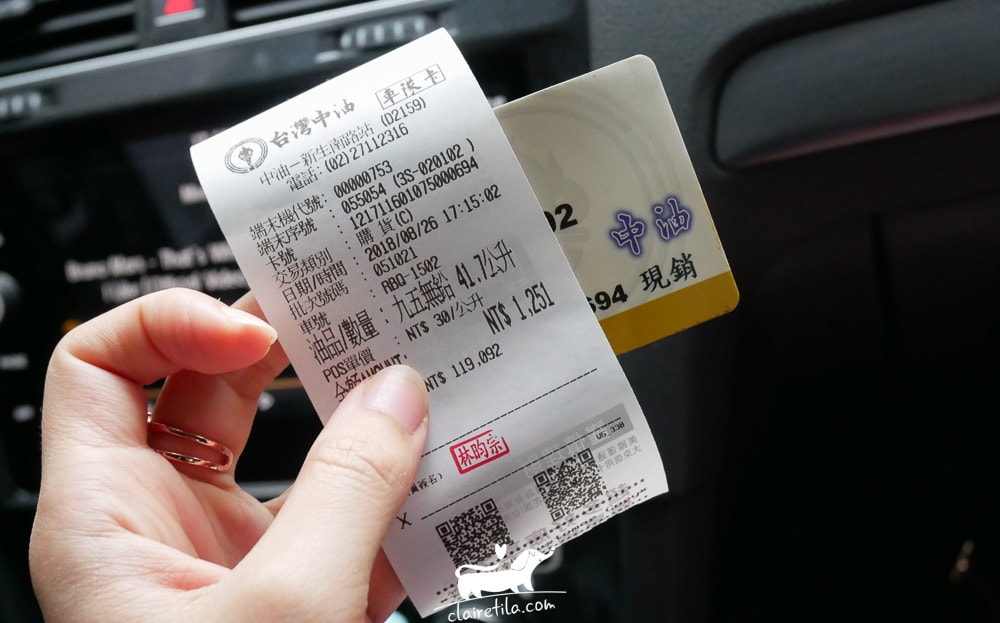 台灣中油 車隊卡
中油－新生南路站 (D2159)
電話:(02)27112316
端末機代號: 00000753
端末序號 : 055054 (3S-020102 )
卡號 : 1217116010750000694
交易類別 : 購貨(C)
日期/時間 : 2018/08/26 17:15:02
批次號碼 : 051021
車號 : RBG-1502
油品/數量 : 九五無鉛 41.7公升
POS單價 : NT$ 30/公升
NT$ 1,251
NT$ 119,092
林昀宗
X
V5.330
02
中油
694 現銷
clairetila.com